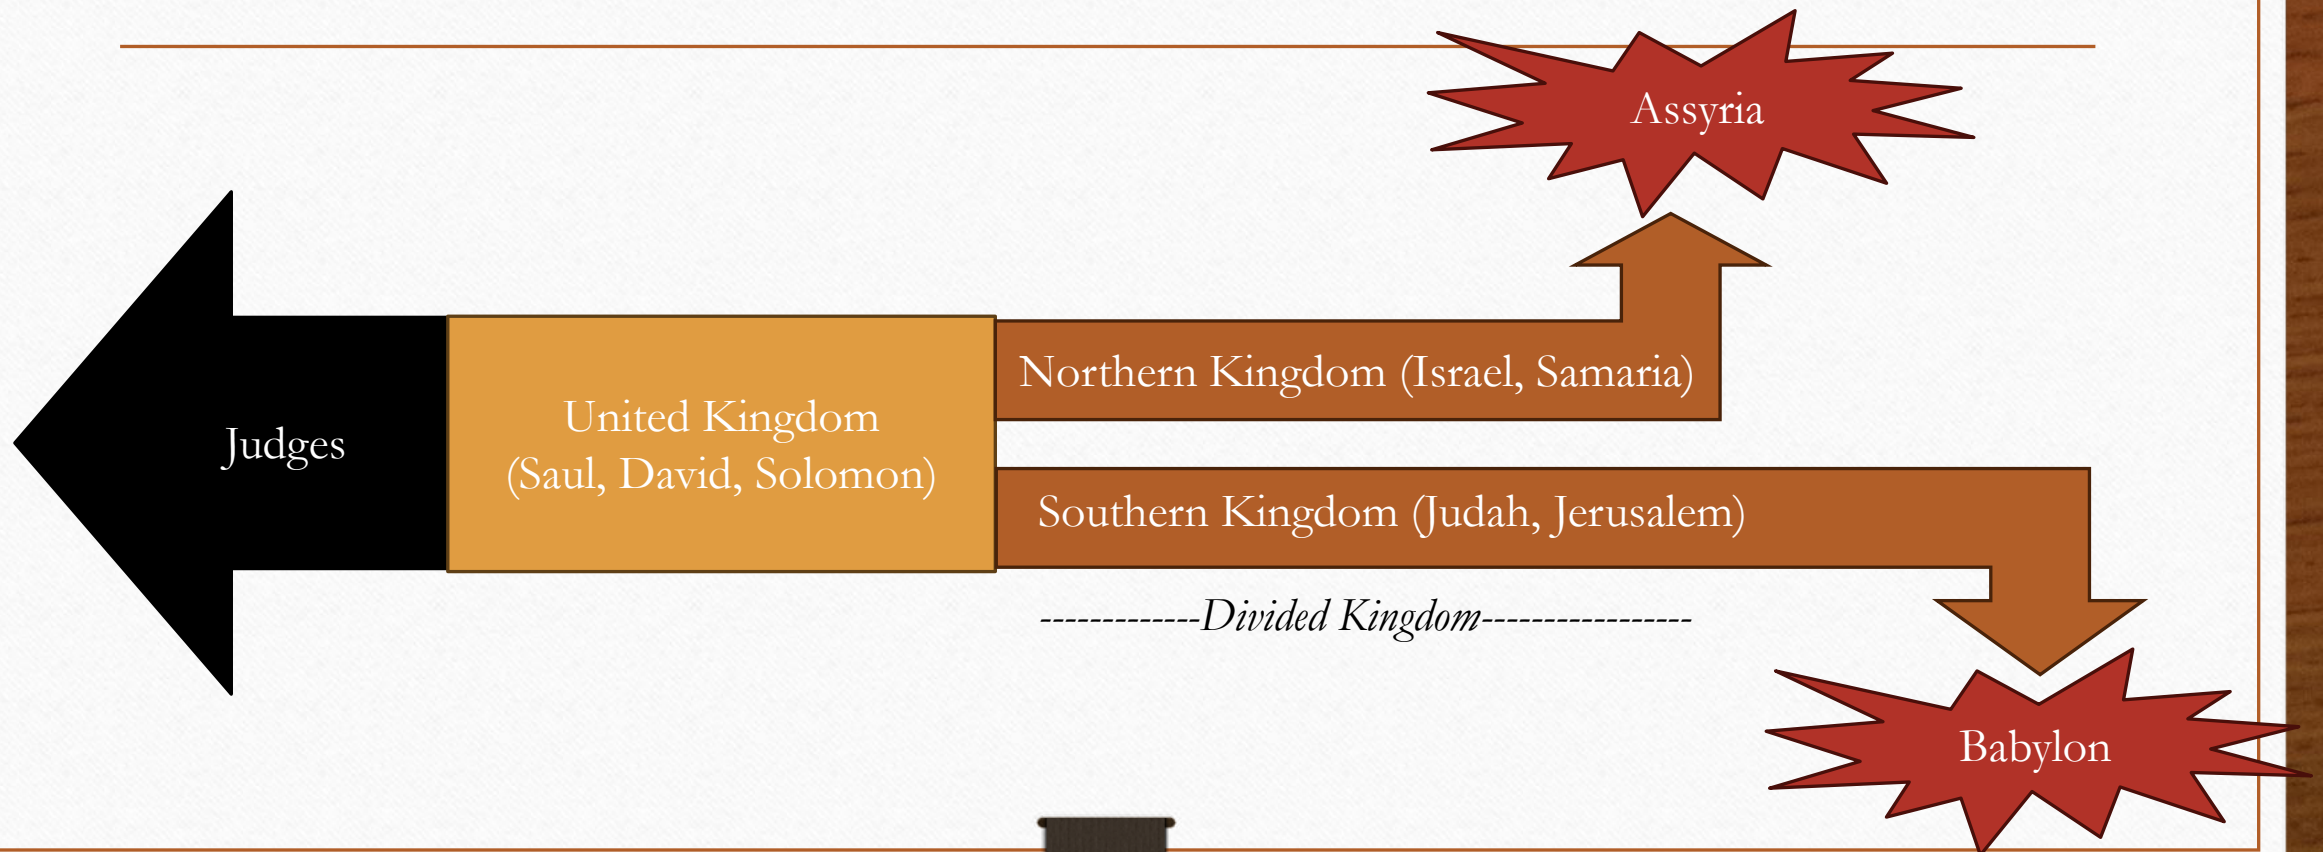 Assyria
Judges
United Kingdom
(Saul, David, Solomon)
Northern Kingdom (Israel, Samaria)
Southern Kingdom (Judah, Jerusalem)
-------------Divided Kingdom-----------------
Babylon